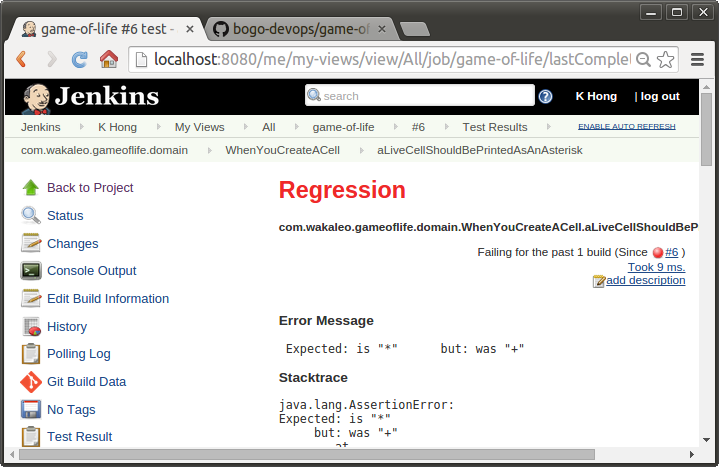 game-of-life #6 test -
bogo-devops/game-of
localhost:8080/me/my-views/view/All/job/game-of-life/lastComplet
Jenkins
search
K Hong
| log out
Jenkins K Hong My Views All game-of-life #6 Test Results ENABLE AUTO REFRESH
com.wakaleo.gameoflife.domain WhenYouCreateACell aLiveCellShouldBePrintedAsAnAsterisk
Back to Project
Status
Changes
Console Output
Edit Build Information
History
Polling Log
Git Build Data
No Tags
Test Result
Regression
com.wakaleo.gameoflife.domain.WhenYouCreateACell.aLiveCellShouldBeP
Failing for the past 1 build (Since #6 )
Took 9 ms.
add description
Error Message
Expected: is "*" but: was "+"
Stacktrace
java.lang.AssertionError:
Expected: is "*"
but: was "+"
at